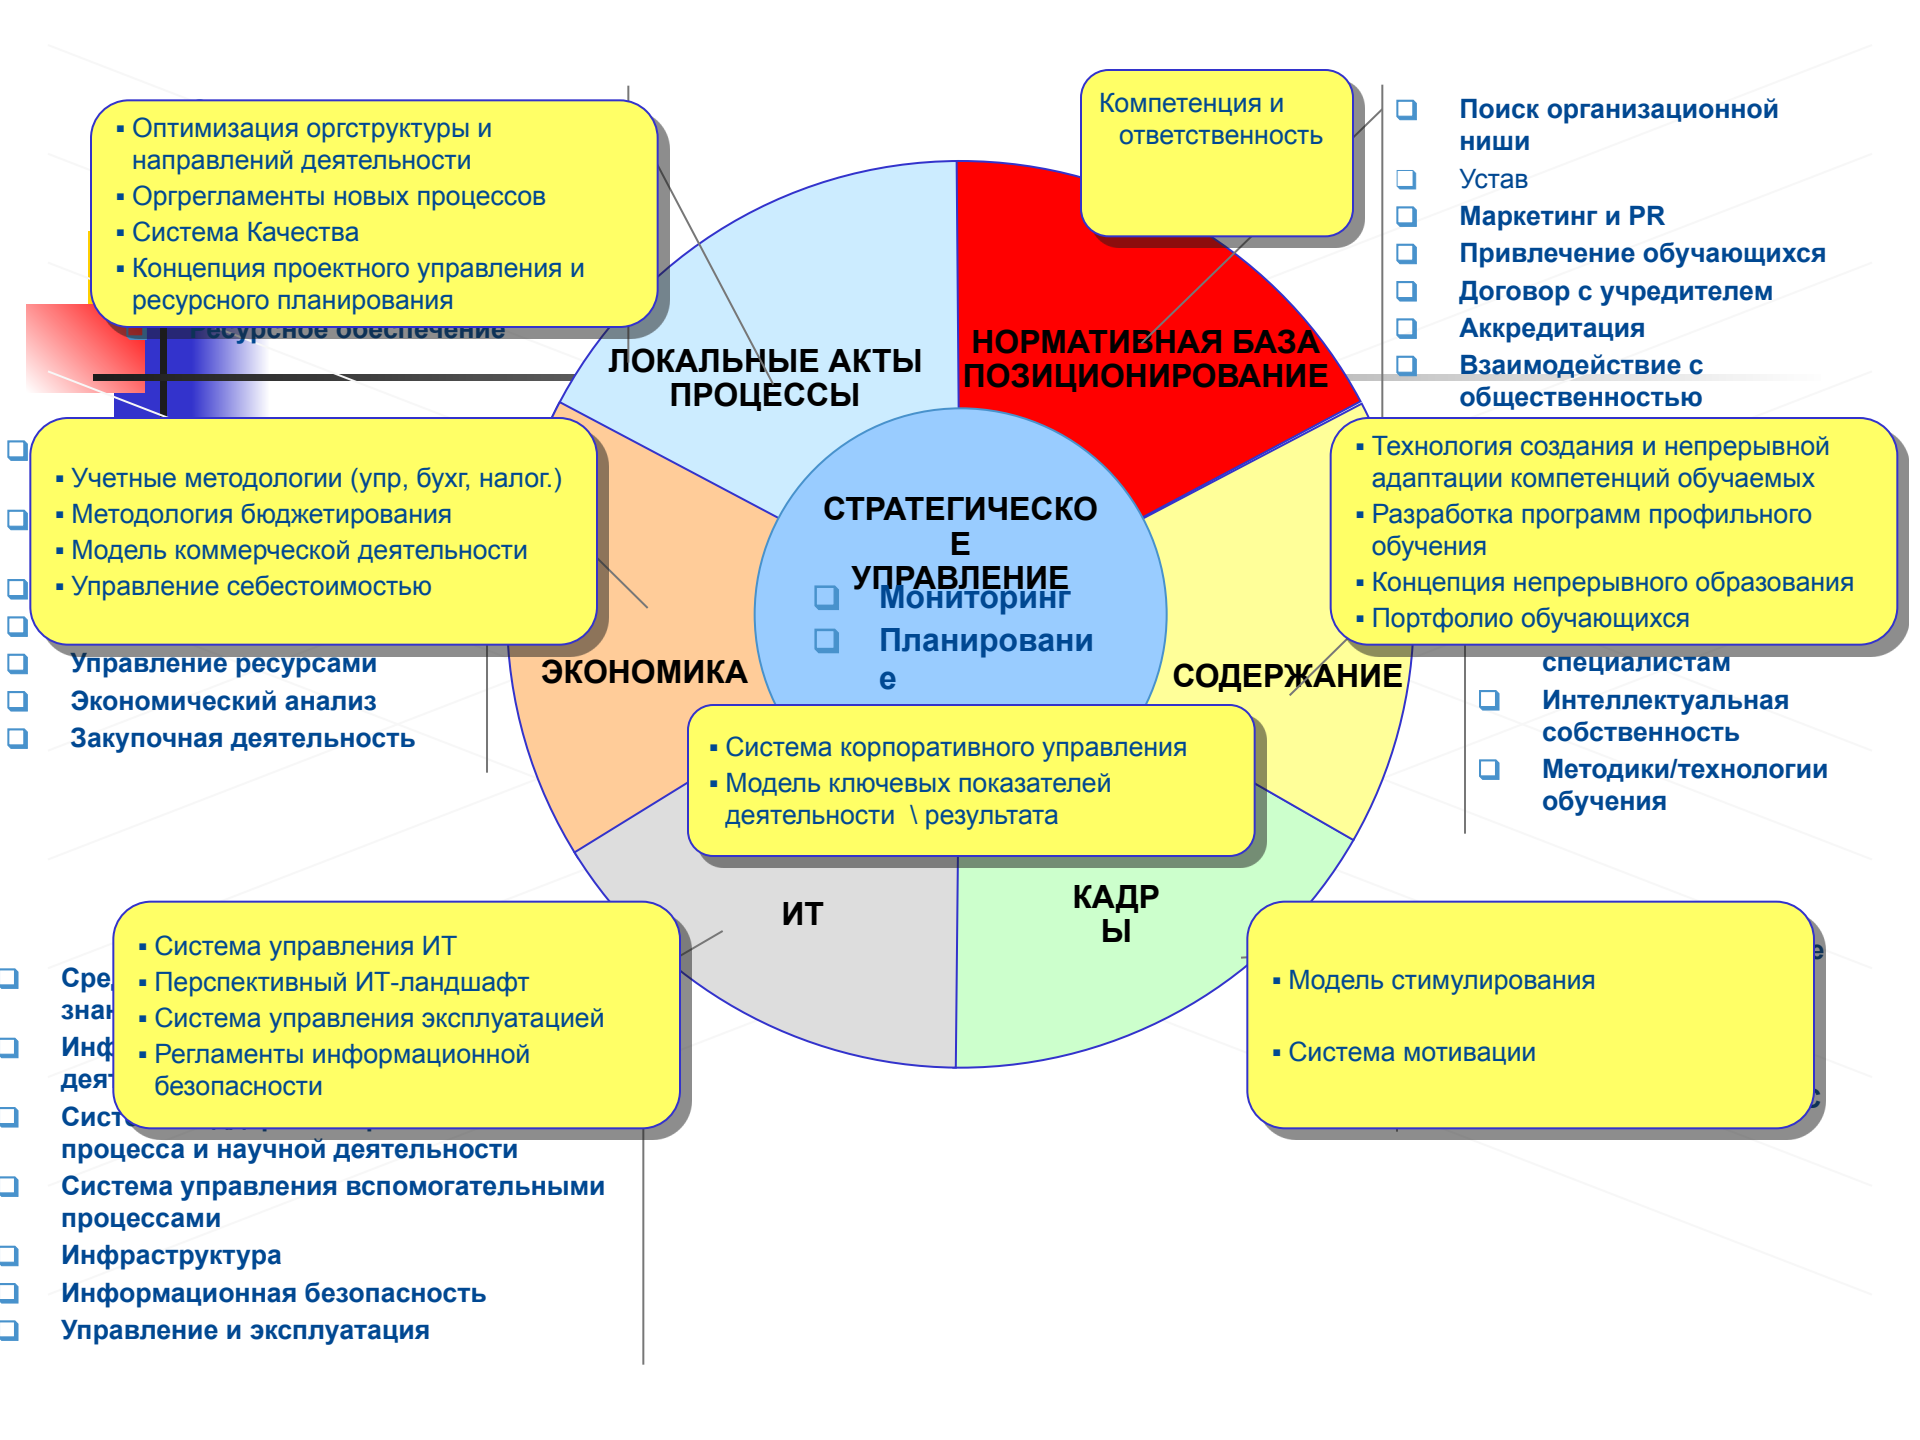 ▪ Оптимизация оргструктуры и
направлений деятельности
▪ Оргрегламенты новых процессов
▪ Система Качества
▪ Концепция проектного управления и
ресурсного планирования
Ресурсное обеспечение
Компетенция и
ответственность
❑ Поиск организационной
ниши
❑ Устав
❑ Маркетинг и PR
❑ Привлечение обучающихся
❑ Договор с учредителем
❑ Аккредитация
❑ Взаимодействие с
общественностью
ЛОКАЛЬНЫЕ АКТЫ
ПРОЦЕССЫ
НОРМАТИВНАЯ БАЗА
ПОЗИЦИОНИРОВАНИЕ
▪ Учетные методологии (упр, бухг, налог.)
▪ Методология бюджетирования
▪ Модель коммерческой деятельности
▪ Управление себестоимостью
❑ Управление ресурсами
❑ Экономический анализ
❑ Закупочная деятельность
ЭКОНОМИКА
СТРАТЕГИЧЕСКО
Е
УПРАВЛЕНИЕ
❑ Мониторинг
❑ Планировани
е
▪ Система корпоративного управления
▪ Модель ключевых показателей
деятельности \ результата
СОДЕРЖАНИЕ
▪ Технология создания и непрерывной
адаптации компетенций обучаемых
▪ Разработка программ профильного
обучения
▪ Концепция непрерывного образования
▪ Портфолио обучающихся
специалистам
❑ Интеллектуальная
собственность
❑ Методики/технологии
обучения
ИТ
КАДР
Ы
▪ Система управления ИТ
▪ Перспективный ИТ-ландшафт
▪ Система управления эксплуатацией
▪ Регламенты информационной
безопасности
процесса и научной деятельности
❑ Система управления вспомогательными
процессами
❑ Инфраструктура
❑ Информационная безопасность
❑ Управление и эксплуатация
▪ Модель стимулирования
▪ Система мотивации